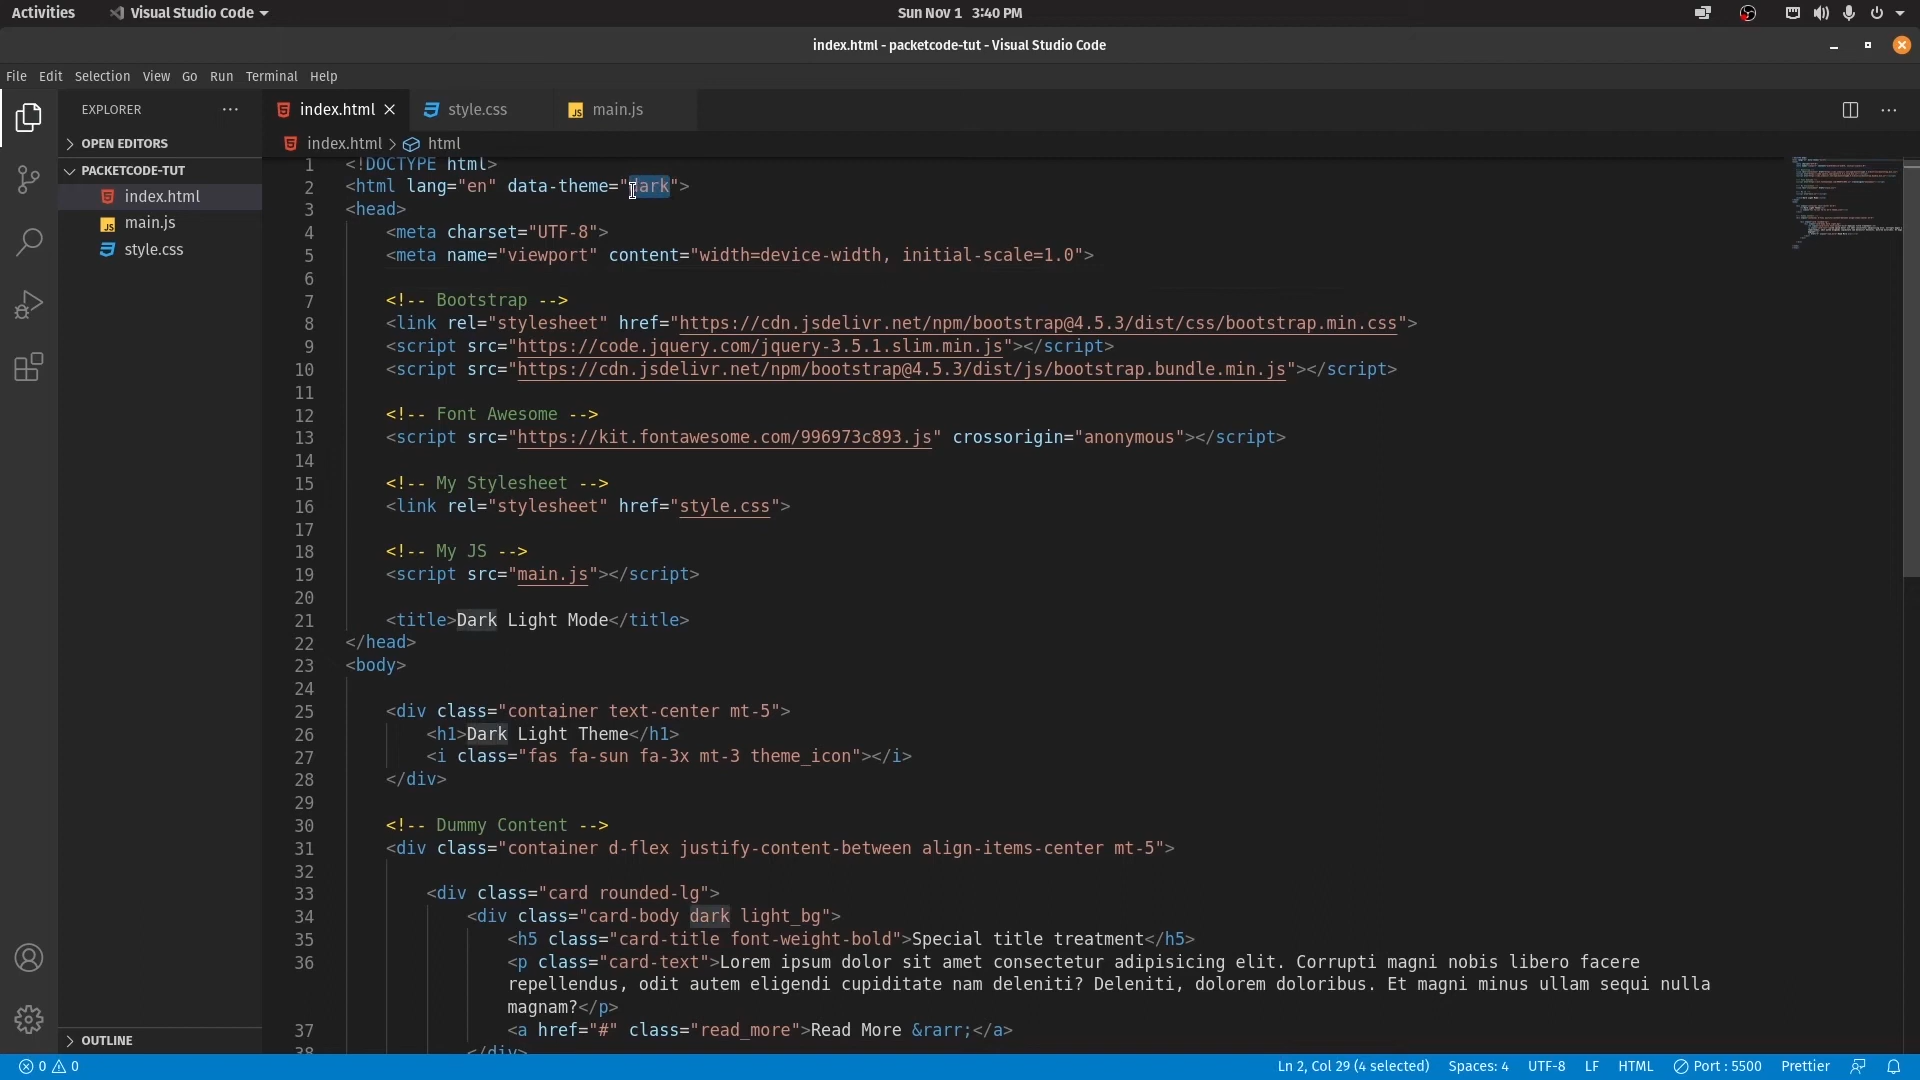 Activities Visual Studio Code Sun Nov 1 3:40 PM
index.html - packetcode-tut - Visual Studio Code
File Edit Selection View Go Run Terminal Help
EXPLORER index.html style.css main.js
OPEN EDITORS index.html > html
PACKETCODE-TUT
index.html
main.js
style.css
OUTLINE
1 <!DOCTYPE html>
2 <html lang="en" data-theme="dark">
3 <head>
4 <meta charset="UTF-8">
5 <meta name="viewport" content="width=device-width, initial-scale=1.0">
6
7 <!-- Bootstrap -->
8 <link rel="stylesheet" href="https://cdn.jsdelivr.net/npm/bootstrap@4.5.3/dist/css/bootstrap.min.css">
9 <script src="https://code.jquery.com/jquery-3.5.1.slim.min.js"></script>
10 <script src="https://cdn.jsdelivr.net/npm/bootstrap@4.5.3/dist/js/bootstrap.bundle.min.js"></script>
11
12 <!-- Font Awesome -->
13 <script src="https://kit.fontawesome.com/996973c893.js" crossorigin="anonymous"></script>
14
15 <!-- My Stylesheet -->
16 <link rel="stylesheet" href="style.css">
17
18 <!-- My JS -->
19 <script src="main.js"></script>
20
21 <title>Dark Light Mode</title>
22 </head>
23 <body>
24
25 <div class="container text-center mt-5">
26 <h1>Dark Light Theme</h1>
27 <i class="fas fa-sun fa-3x mt-3 theme_icon"></i>
28 </div>
29
30 <!-- Dummy Content -->
31 <div class="container d-flex justify-content-between align-items-center mt-5">
32
33 <div class="card rounded-lg">
34 <div class="card-body dark light_bg">
35 <h5 class="card-title font-weight-bold">Special title treatment</h5>
36 <p class="card-text">Lorem ipsum dolor sit amet consectetur adipisicing elit. Corrupti magni nobis libero facere
repellendus, odit autem eligendi cupiditate nam deleniti? Deleniti, dolorem doloribus. Et magni minus ullam sequi nulla
magnam?</p>
37 <a href="#" class="read_more">Read More &rarr;</a>
38 </div>
0 0 Ln 2, Col 29 (4 selected) Spaces: 4 UTF-8 LF HTML Port : 5500 Prettier